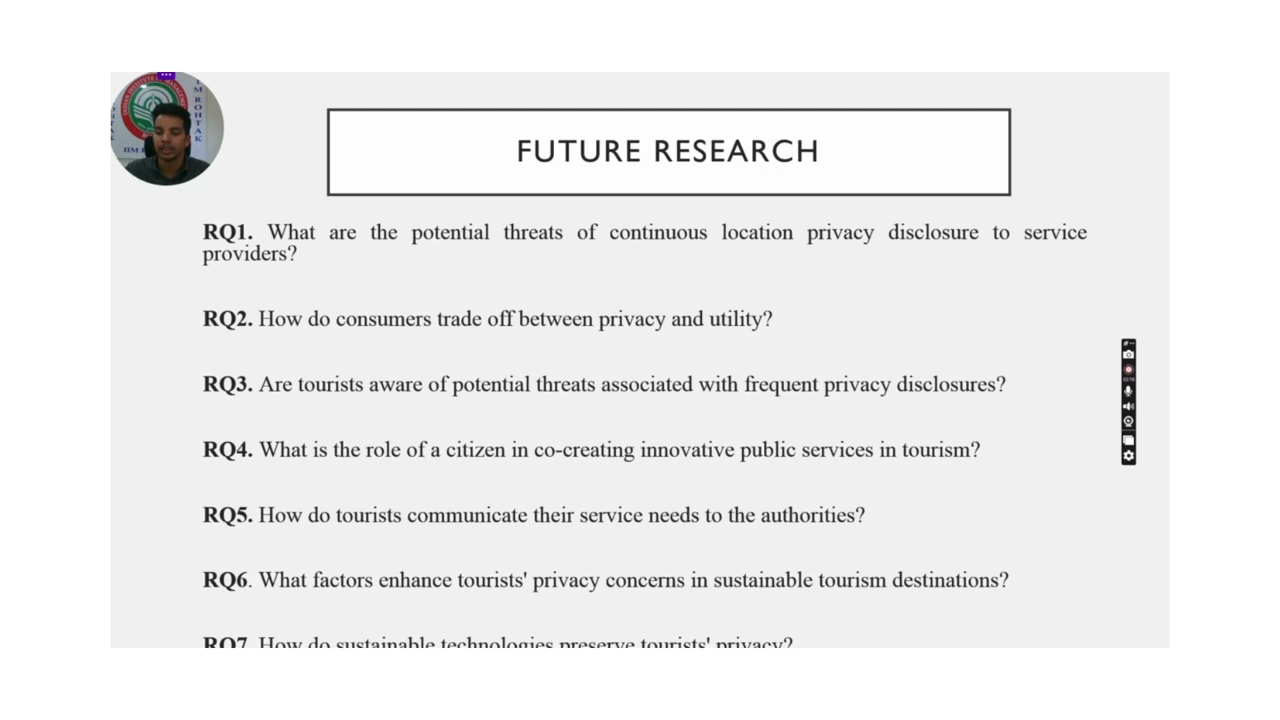 FUTURE RESEARCH
RQ1. What are the potential threats of continuous location privacy disclosure to service
providers?
RQ2. How do consumers trade off between privacy and utility?
RQ3. Are tourists aware of potential threats associated with frequent privacy disclosures?
RQ4. What is the role of a citizen in co-creating innovative public services in tourism?
RQ5. How do tourists communicate their service needs to the authorities?
RQ6. What factors enhance tourists' privacy concerns in sustainable tourism destinations?
RQ7. How do sustainable technologies preserve tourists' privacy?